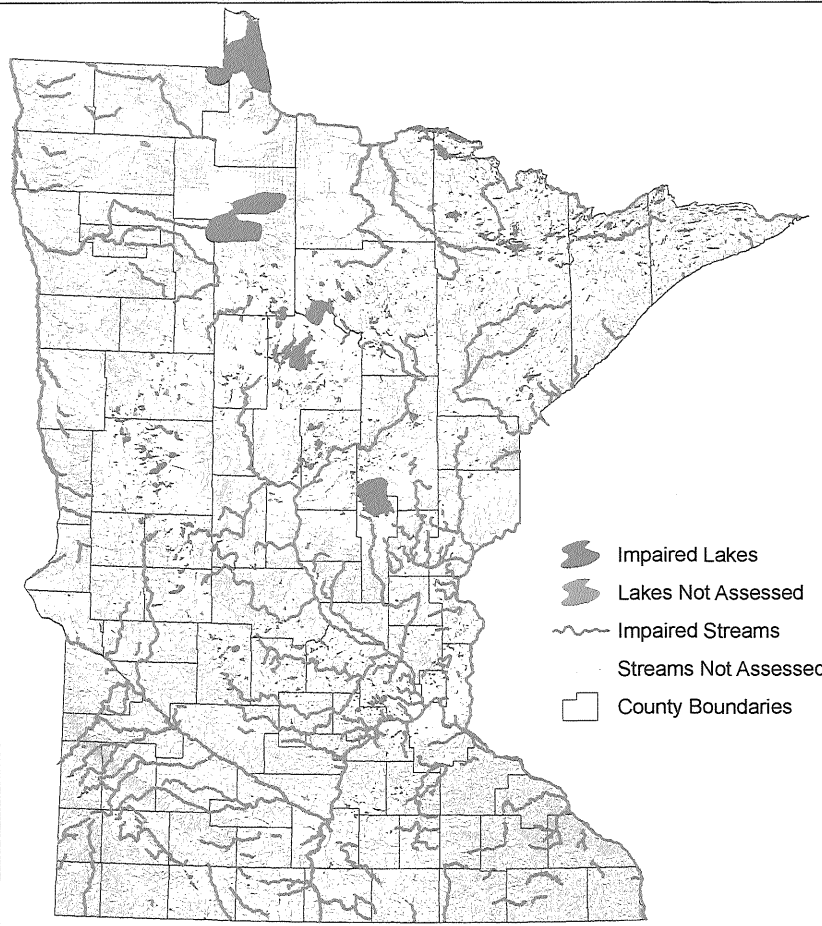 Impaired Lakes
Lakes Not Assessed
Impaired Streams
Streams Not Assessed
County Boundaries